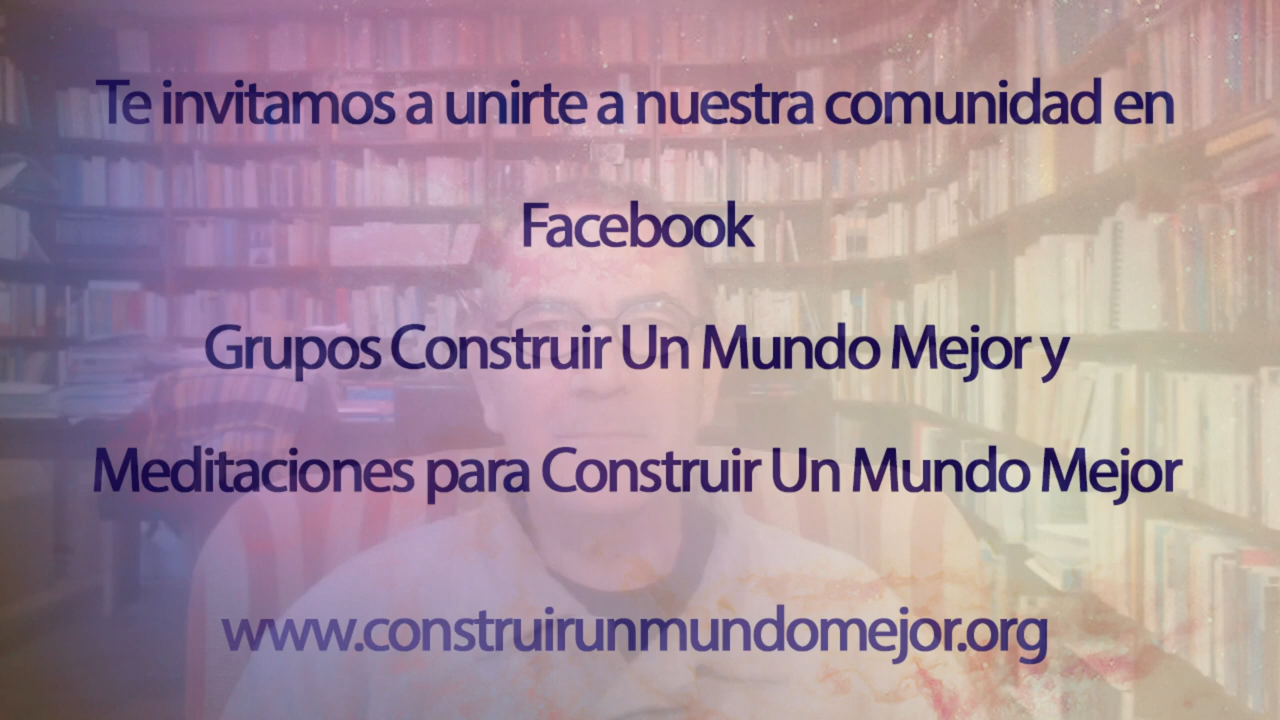 Te invitamos a unirte a nuestra comunidad en
Facebook
Grupos Construir Un Mundo Mejor y
Meditaciones para Construir Un Mundo Mejor
www.construirunmundomejor.org